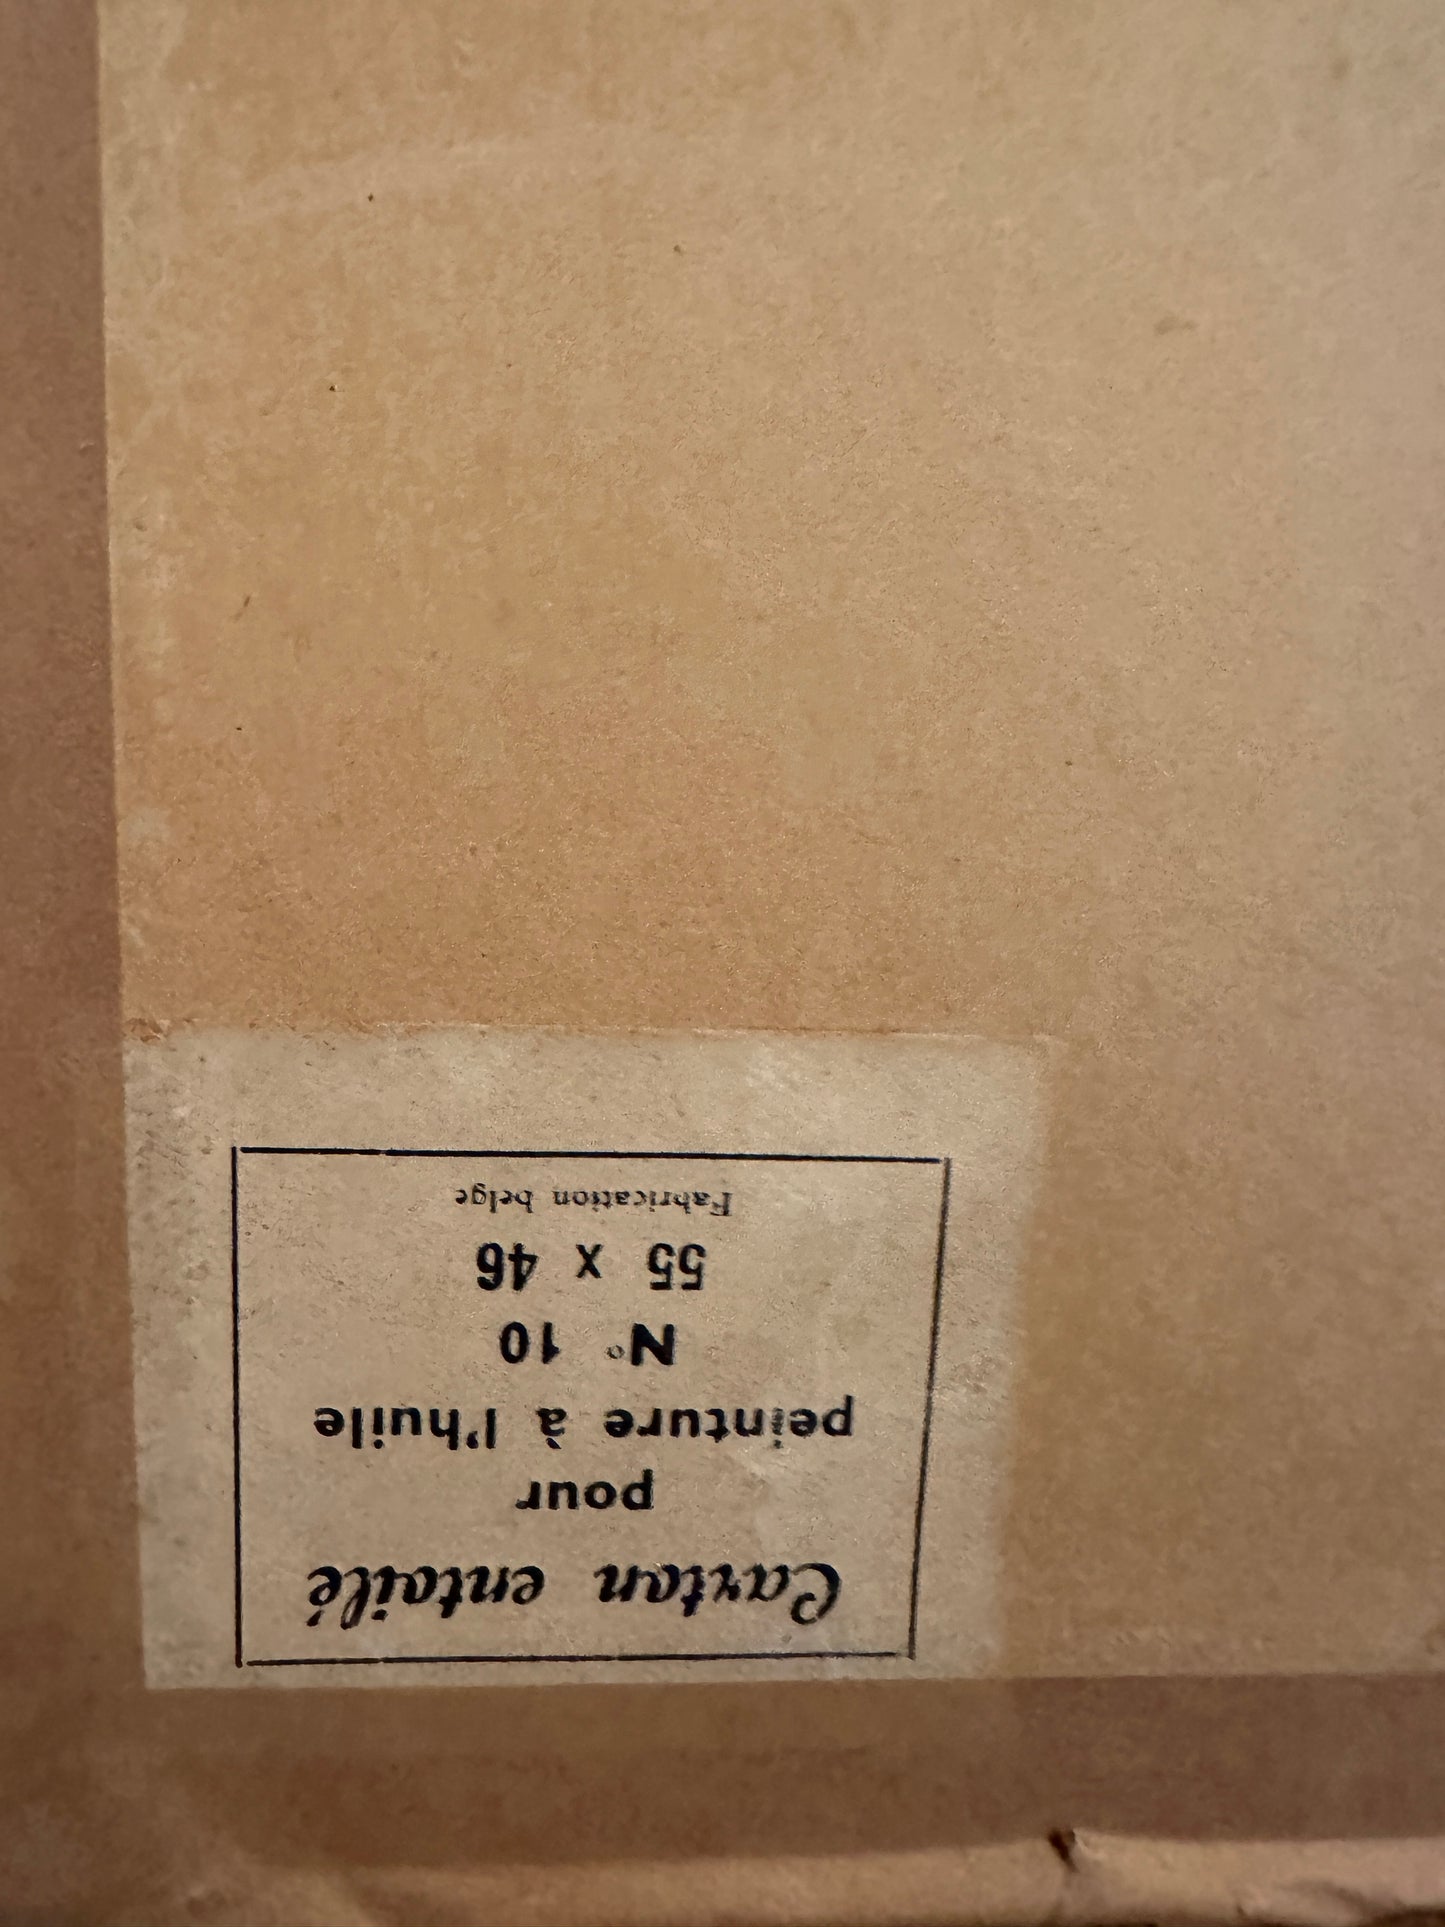 Carton entoilé
pour
peinture à l'huile
N° 10
55 x 46
Fabrication belge